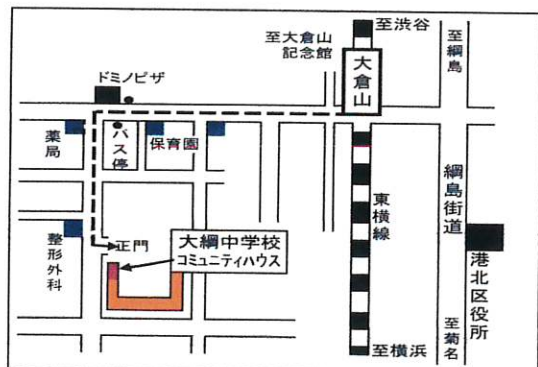 至渋谷
至大倉山
記念館
大倉山
至綱島
ドミノピザ
薬局
バス停
保育園
東横線
綱島街道
整形外科
正門
大綱中学校
コミュニティハウス
港北区役所
至横浜
至菊名